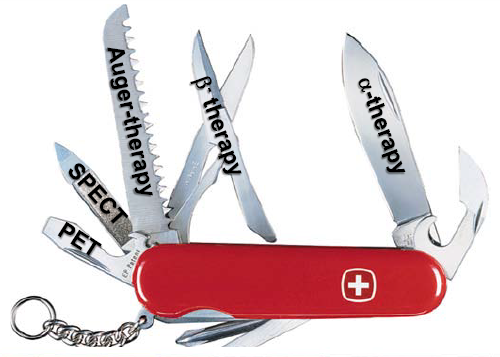 Auger-therapy
β- therapy
α-therapy
SPECT
PET